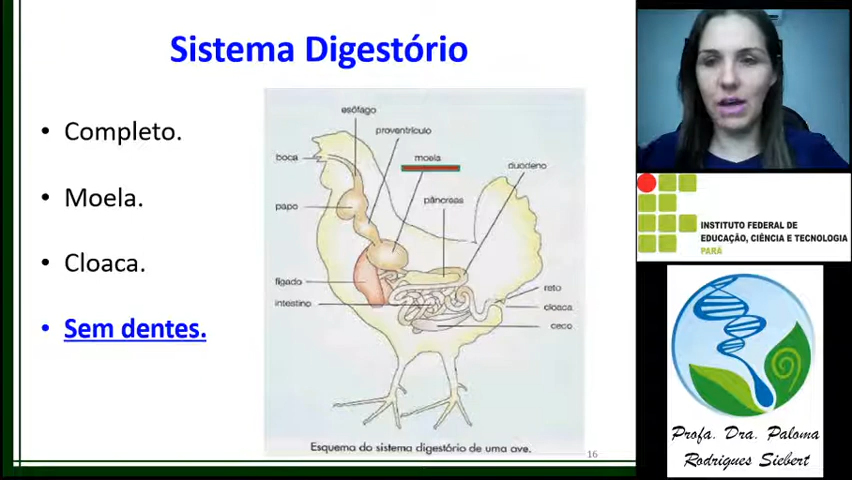 Sistema Digestório
• Completo.
• Moela.
• Cloaca.
• Sem dentes.
esôfago
proventrículo
boca
moela
duodeno
papo
pâncreas
fígado
reto
intestino
cloaca
ceco
Esquema do sistema digestório de uma ave.
16
INSTITUTO FEDERAL DE
EDUCAÇÃO, CIÊNCIA E TECNOLOGIA
PARÁ
Profa. Dra. Paloma
Rodrigues Siebert